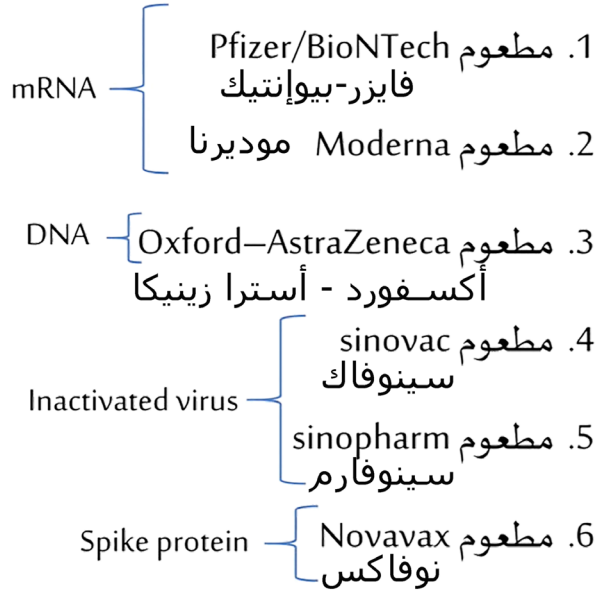 1. مطعوم Pfizer/BioNTech
فايزر-بيوإنتيك
mRNA
2. مطعوم Moderna موديرنا
3. مطعوم Oxford–AstraZeneca
DNA
أكسفورد - أسترا زينيكا
4. مطعوم sinovac
سينوفاك
Inactivated virus
5. مطعوم sinopharm
سينوفارم
6. مطعوم Novavax
Spike protein
نوفاكس